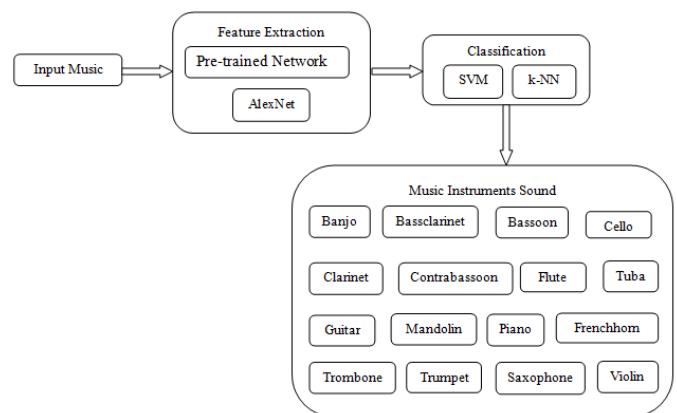 Feature Extraction
Input Music
Pre-trained Network
AlexNet
Classification
SVM k-NN
Music Instruments Sound
Banjo Bassclarinet Bassoon Cello
Clarinet Contrabassoon Flute Tuba
Guitar Mandolin Piano Frenchhorn
Trombone Trumpet Saxophone Violin